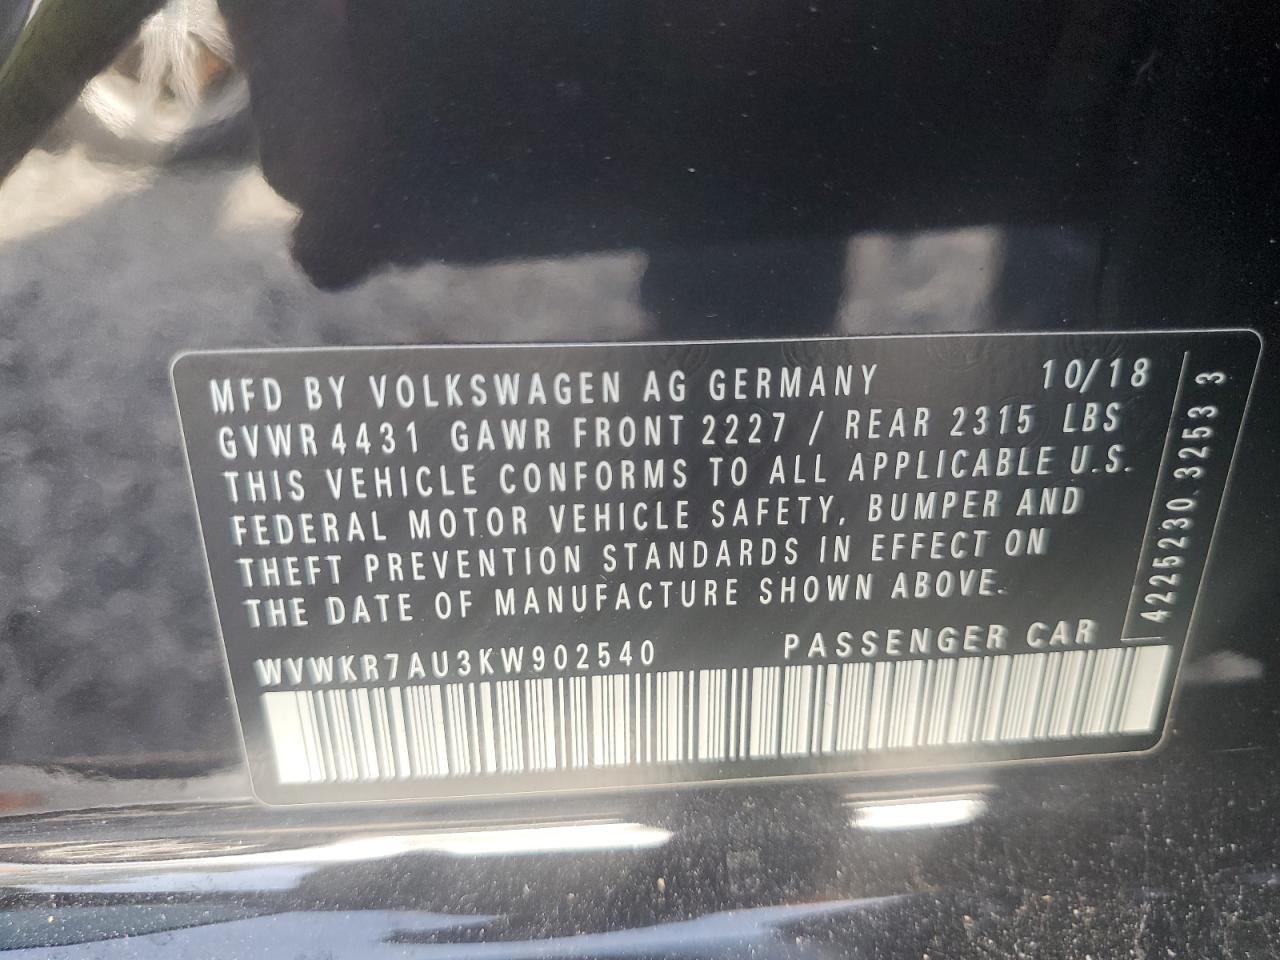 MFD BY VOLKSWAGEN AG GERMANY 10/18
GVWR 4431 GAWR FRONT 2227 / REAR 2315 LBS
THIS VEHICLE CONFORMS TO ALL APPLICABLE U.S.
FEDERAL MOTOR VEHICLE SAFETY, BUMPER AND
THEFT PREVENTION STANDARDS IN EFFECT ON
THE DATE OF MANUFACTURE SHOWN ABOVE.
WVWKR7AU3KW902540 PASSENGER CAR
4225230.3253 3